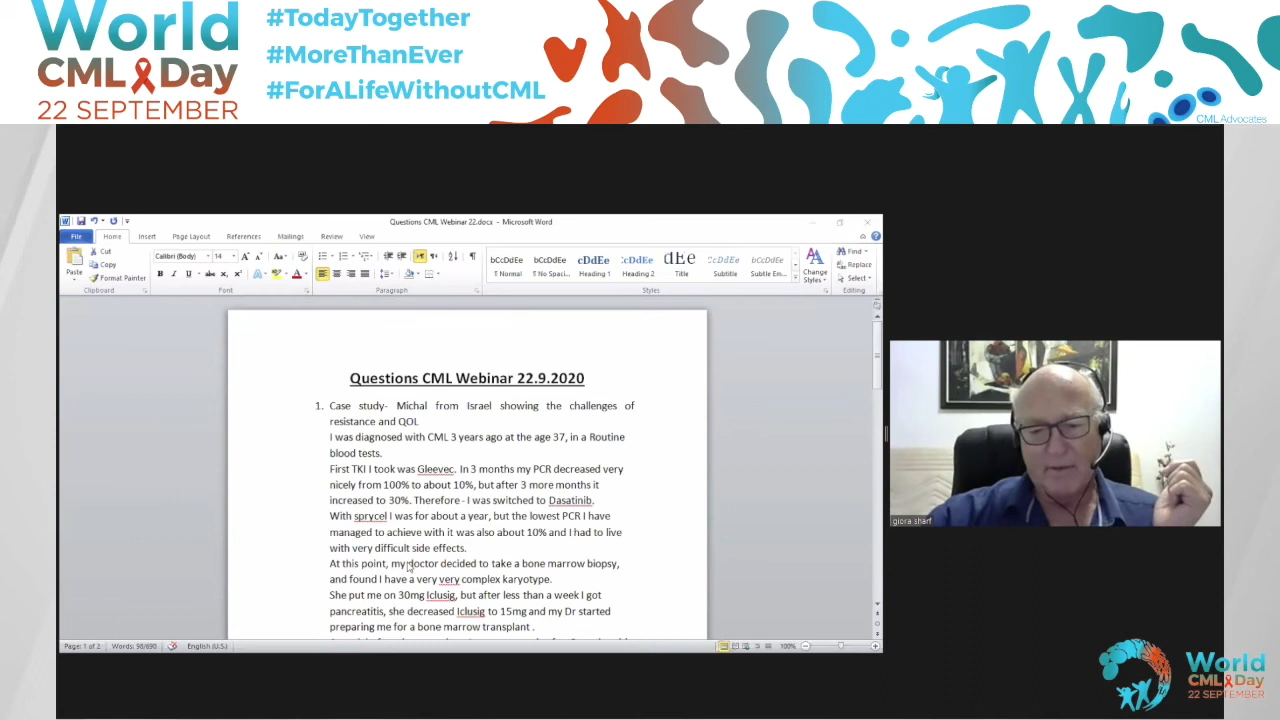 World
CML Day
22 SEPTEMBER
#TodayTogether
#MoreThanEver
#ForALifeWithoutCML
CML Advocates
Questions CML Webinar 22.docx - Microsoft Word
File Home Insert Page Layout References Mailings Review View
Paste
Cut
Copy
Format Painter
Clipboard
Calibri (Body) 14
Font
Paragraph
BbCcDdEe BbCcDdEe cDdEe CcDdEe dEe CcDdEe BbCcDdEe
¶ Normal ¶ No Spaci... Heading 1 Heading 2 Title Subtitle Subtle Em...
Styles
Change Styles
Find
Replace
Select
Editing
Questions CML Webinar 22.9.2020
1. Case study- Michal from Israel showing the challenges of
resistance and QOL
I was diagnosed with CML 3 years ago at the age 37, in a Routine
blood tests.
First TKI I took was Gleevec. In 3 months my PCR decreased very
nicely from 100% to about 10%, but after 3 more months it
increased to 30%. Therefore - I was switched to Dasatinib.
With sprycel I was for about a year, but the lowest PCR I have
managed to achieve with it was also about 10% and I had to live
with very difficult side effects.
At this point, my doctor decided to take a bone marrow biopsy,
and found I have a very very complex karyotype.
She put me on 30mg Iclusig, but after less than a week I got
pancreatitis, she decreased Iclusig to 15mg and my Dr started
preparing me for a bone marrow transplant .
Page: 1 of 2 Words: 98/698 English (U.S.) 100%
giora sharf
World
CML Day
22 SEPTEMBER